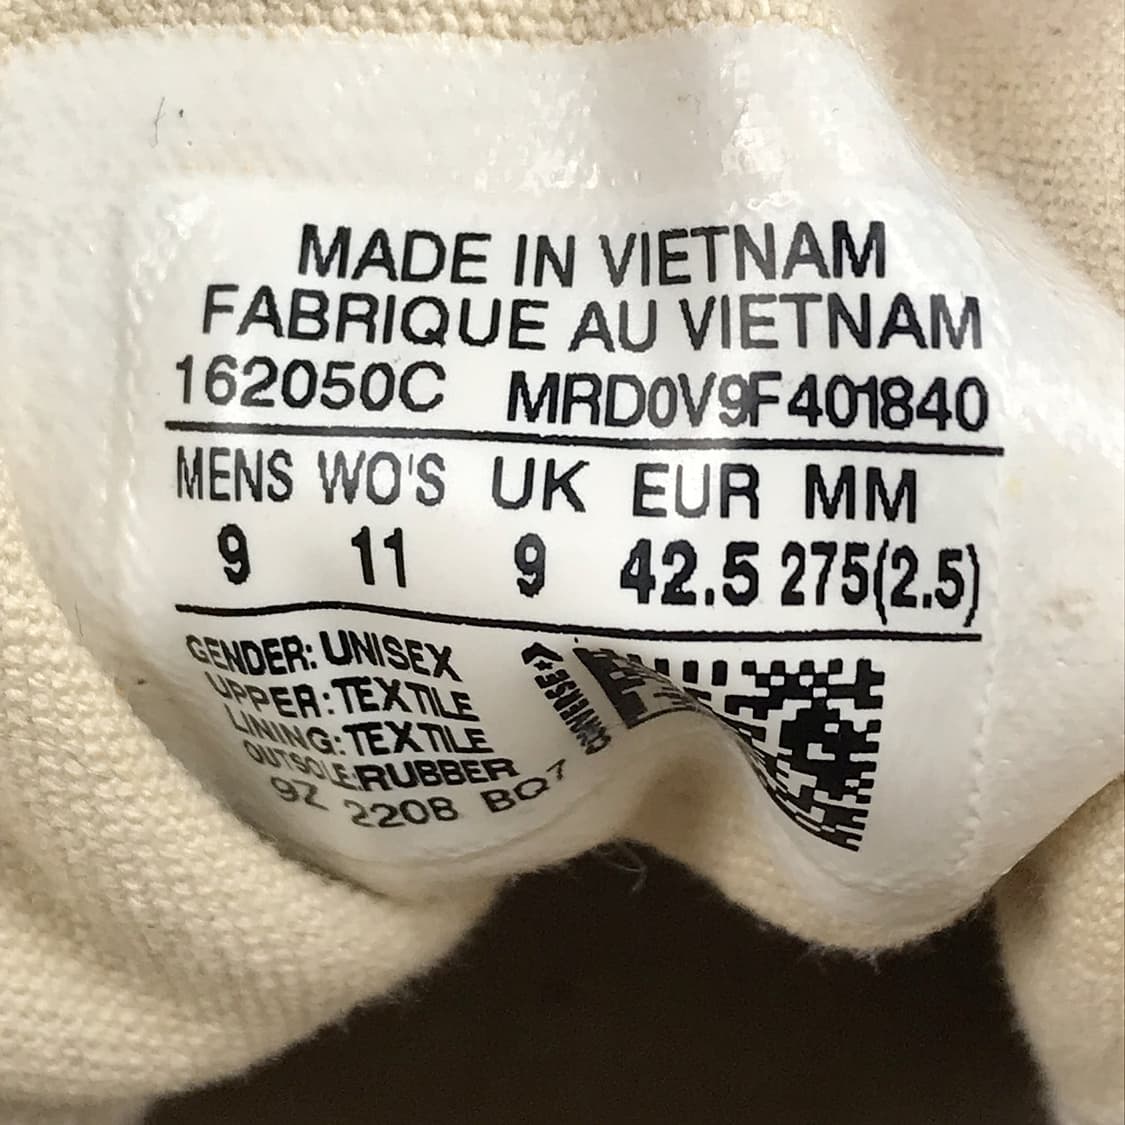 MADE IN VIETNAM
FABRIQUE AU VIETNAM
162050C MRD0V9F401840
MENS WO'S UK EUR MM
9 11 9 42.5 275(2.5)
GENDER: UNISEX
UPPER: TEXTILE
LINING: TEXTILE
OUTSOLE: RUBBER
9Z 220B BQ7
CONVERSE